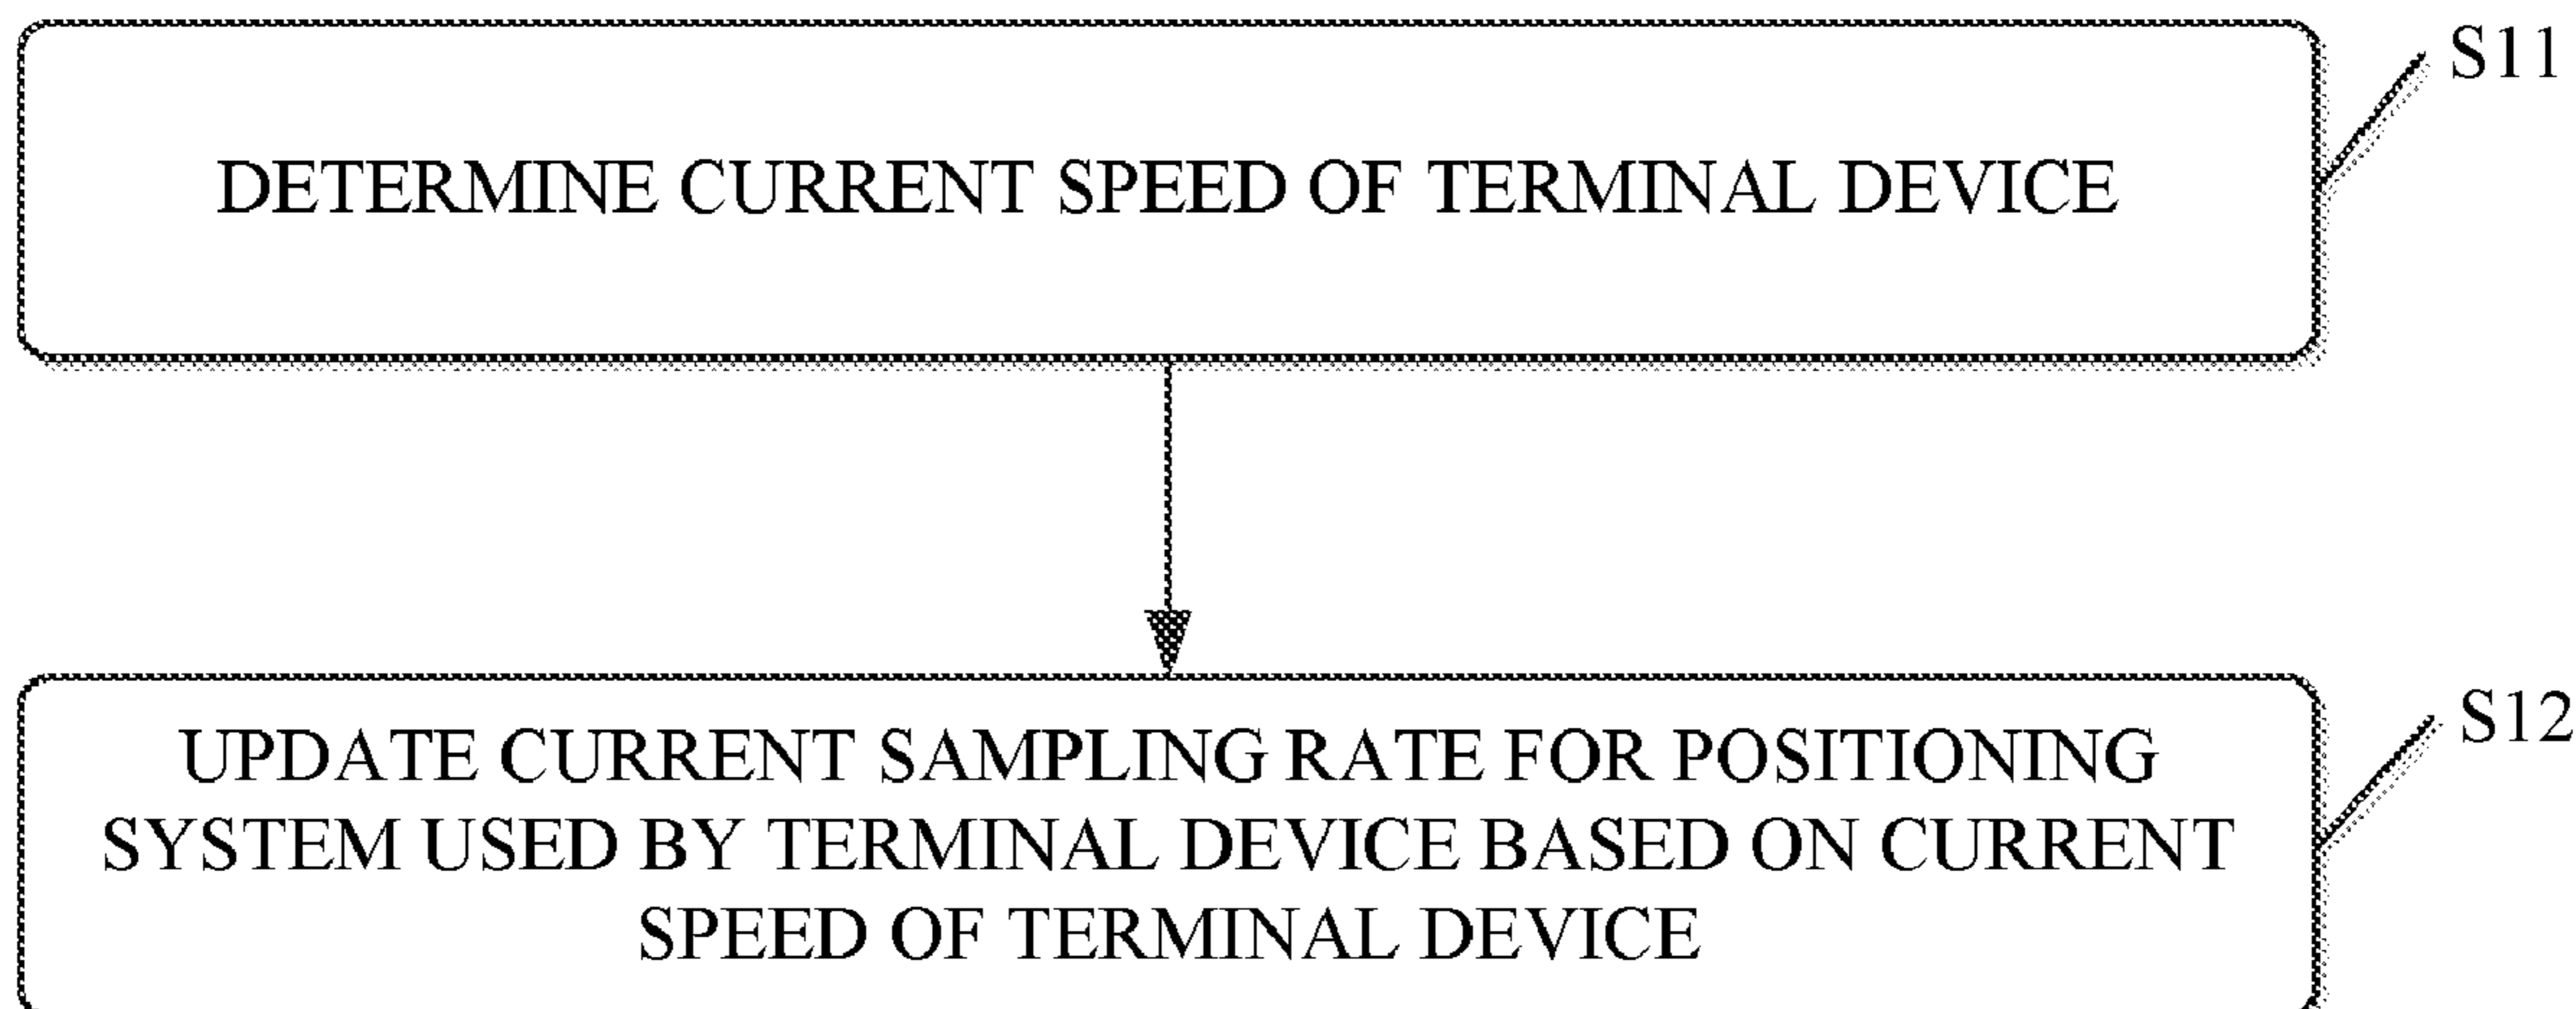 S11
DETERMINE CURRENT SPEED OF TERMINAL DEVICE
S12
UPDATE CURRENT SAMPLING RATE FOR POSITIONING
SYSTEM USED BY TERMINAL DEVICE BASED ON CURRENT
SPEED OF TERMINAL DEVICE